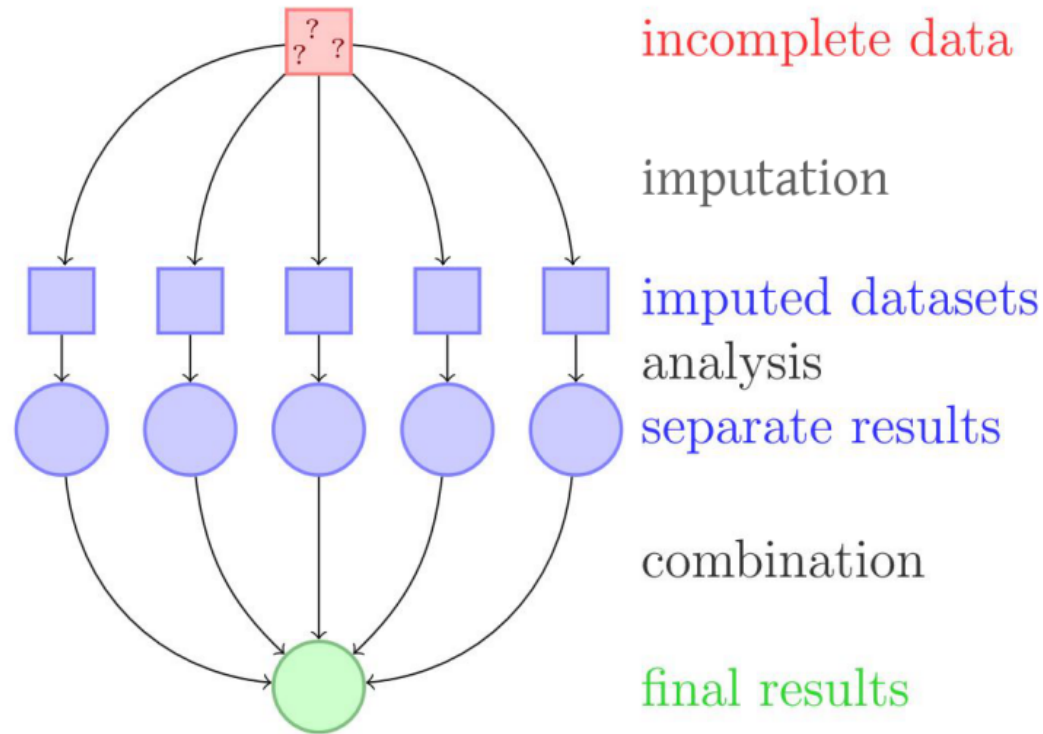 ?
? ?
incomplete data
imputation
imputed datasets
analysis
separate results
combination
final results